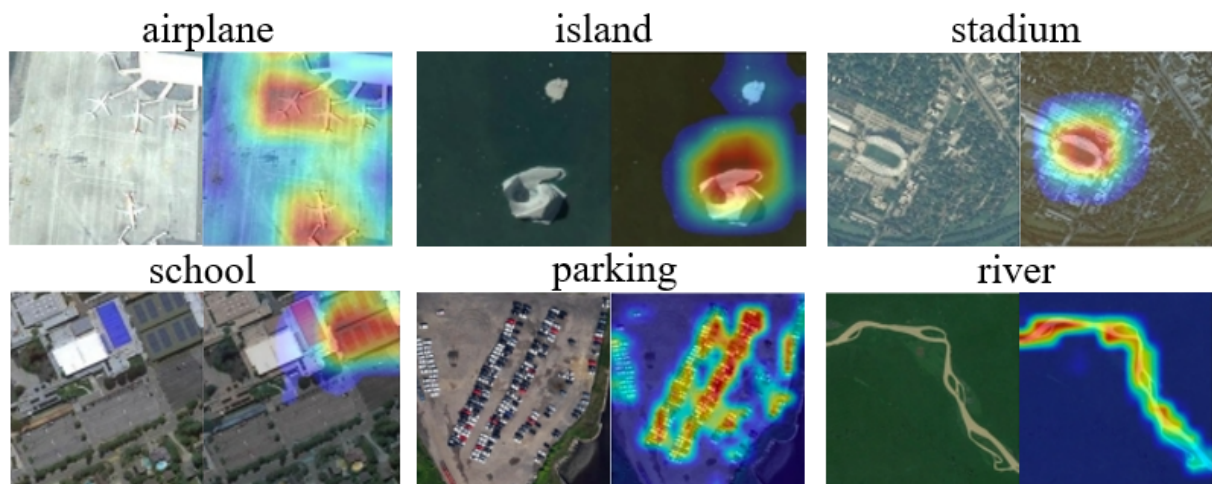 airplane
island
stadium
school
parking
river